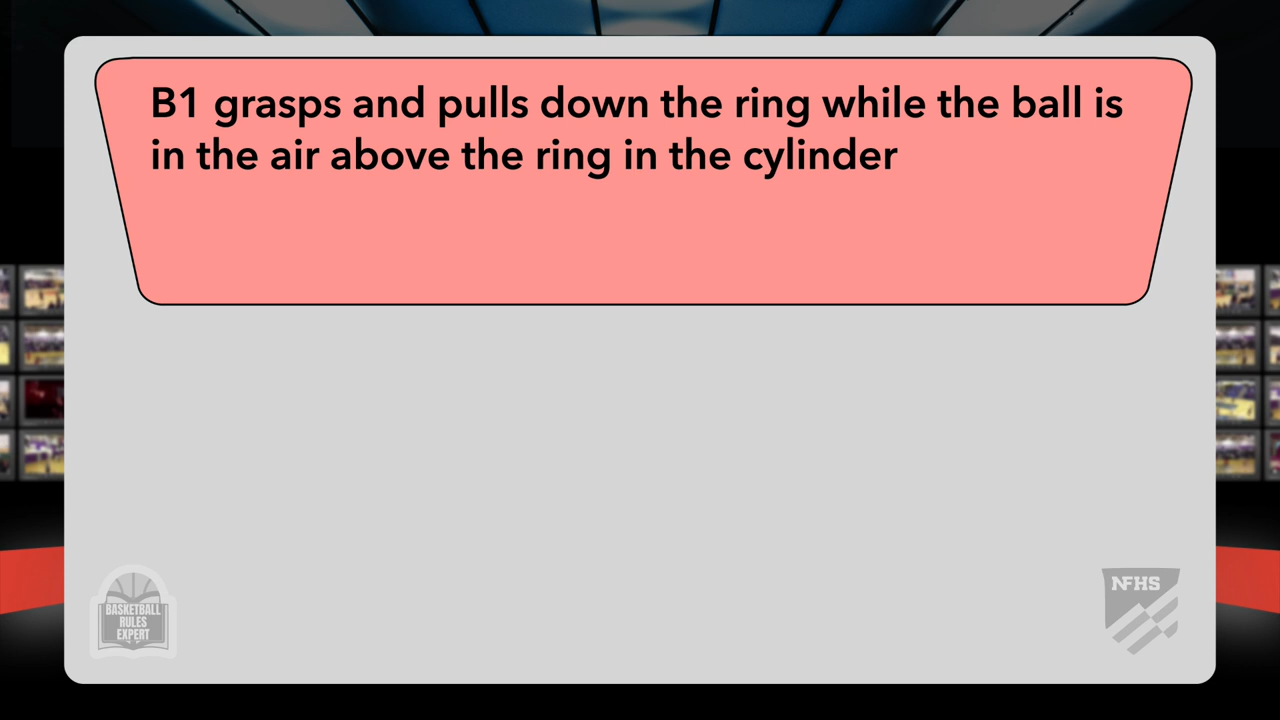 B1 grasps and pulls down the ring while the ball is
in the air above the ring in the cylinder
BASKETBALL
RULES
EXPERT
NFHS